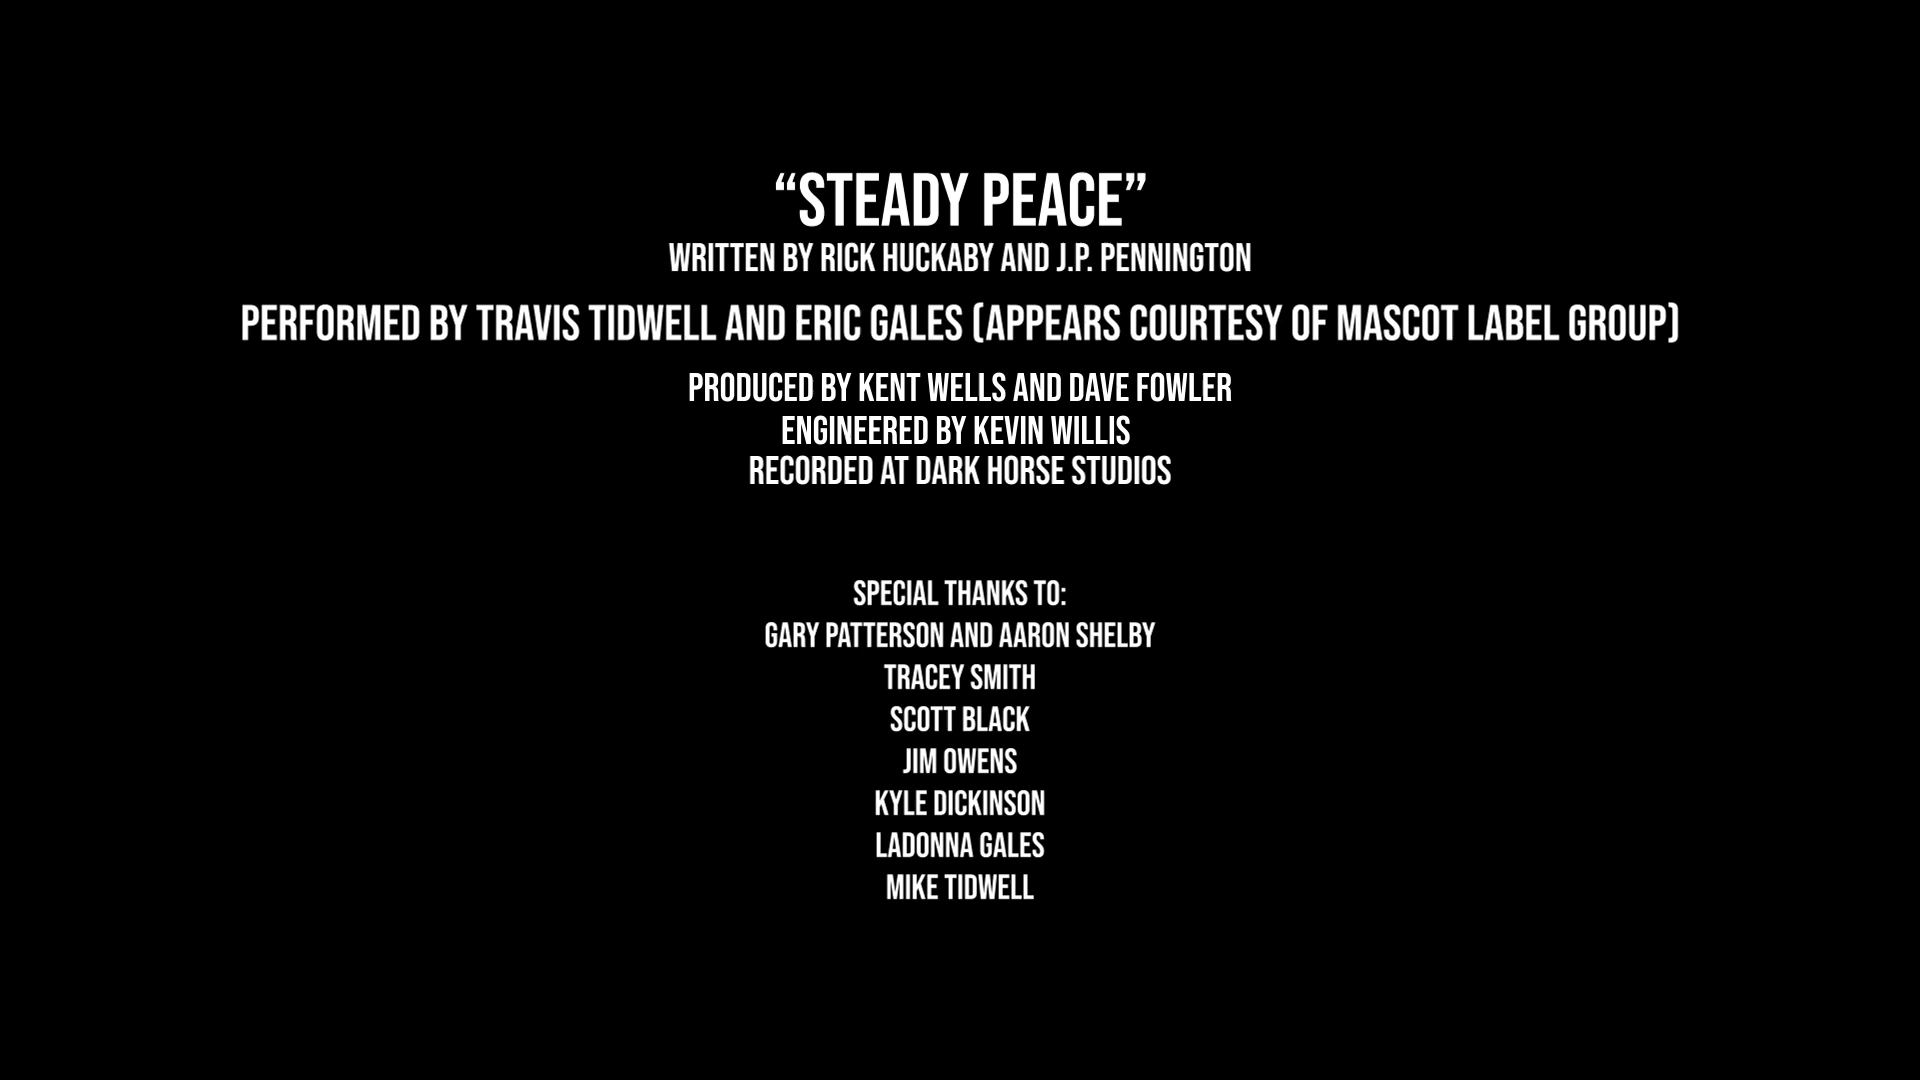 “STEADY PEACE”
WRITTEN BY RICK HUCKABY AND J.P. PENNINGTON
PERFORMED BY TRAVIS TIDWELL AND ERIC GALES (APPEARS COURTESY OF MASCOT LABEL GROUP)
PRODUCED BY KENT WELLS AND DAVE FOWLER
ENGINEERED BY KEVIN WILLIS
RECORDED AT DARK HORSE STUDIOS
SPECIAL THANKS TO:
GARY PATTERSON AND AARON SHELBY
TRACEY SMITH
SCOTT BLACK
JIM OWENS
KYLE DICKINSON
LADONNA GALES
MIKE TIDWELL